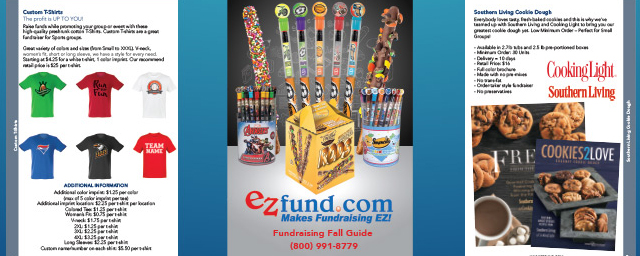 Custom T-Shirts
The profit is UP TO YOU!
Raise funds while promoting your group or event with these
high-quality preshrunk cotton T-Shirts. Custom T-Shirts are a great
fundraiser for Sports groups.
Great variety of colors and sizes (from Small to XXXL), V-neck,
women's fit, short or long sleeve, we have a style for every need.
Starting at $4.25 for a white t-shirt, 1 color imprint. Our recommend
retail price is $25 per t-shirt.
Run
Fun
TEAM
NAME
Custom T-Shirts
ADDITIONAL INFORMATION
Additional color imprint: $1.25 per color
(max of 5 color imprint per tee)
Additional imprint location: $2.25 per t-shirt per location
Colored Tee: $1.25 per t-shirt
Woman's Fit: $0.75 per t-shirt
V-neck: $1.75 per t-shirt
2XL: $1.25 per t-shirt
3XL: $2.25 per t-shirt
4XL: $3.25 per t-shirt
Long Sleeves: $2.25 per t-shirt
Custom name/number on each shirt: $5.50 per t-shirt
AVENGERS
ezfund.com
Makes Fundraising EZ!
Fundraising Fall Guide
(800) 991-8779
Southern Living Cookie Dough
Everybody loves tasty, fresh-baked cookies and this is why we've
teamed up with Southern Living and Cooking Light to bring you our
greatest cookie dough yet. Low Minimum Order – Perfect for Small
Groups!
- Available in 2.7lb tubs and 2.5 lb pre-portioned boxes
- Minimum Order: 30 Units
- Delivery = 10 days
- Retail Price: $16
- Full-color brochure
- Made with no pre-mixes
- No trans-fat
- Order-taker style fundraiser
- No preservatives
Cooking Light
Southern Living
FRE
COOKIES2LOVE
Southern Living
Southern Living Cookie Dough